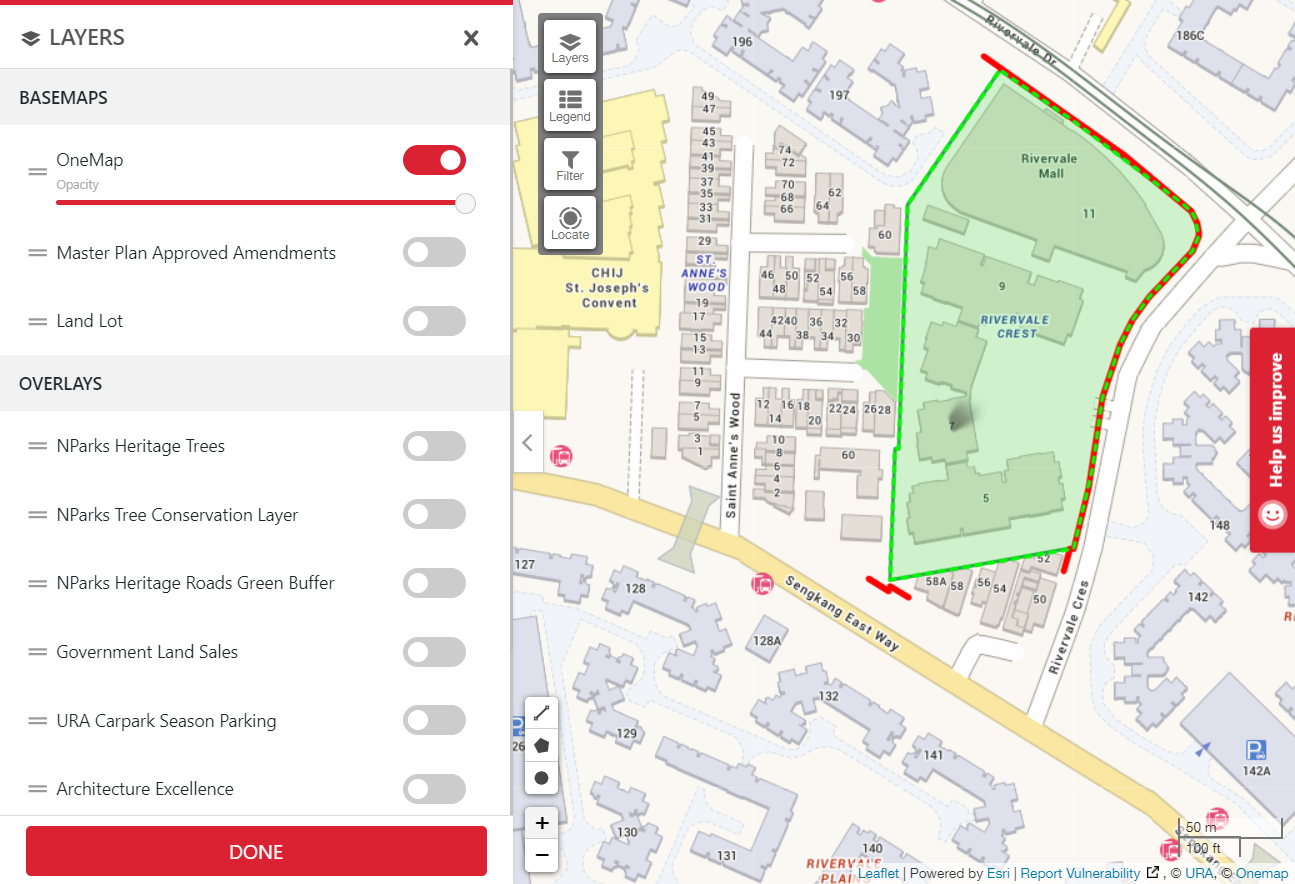 LAYERS
BASEMAPS
OneMap
Opacity
Master Plan Approved Amendments
Land Lot
OVERLAYS
NParks Heritage Trees
NParks Tree Conservation Layer
NParks Heritage Roads Green Buffer
Government Land Sales
URA Carpark Season Parking
Architecture Excellence
DONE
Layers
Legend
Filter
Locate
+
−
196
197
186C
Rivervale Dr
Rivervale
Mall
11
9
RIVERVALE
CREST
7
5
CHIJ
St. Joseph's
Convent
49
47
45
43
41
39
37
35
33
31
29
ST.
ANNE'S
WOOD
19
17
15
13
11
9
7
5
3
1
74
72
70
68
66
62
64
60
46
50
48
52
54
56
58
44
42
40
38
36
34
32
30
12
14
16
18
20
22
24
26
28
10
8
6
4
2
60
Saint Anne's Wood
Sengkang East Way
Rivervale Cres
58A
58
56
54
52
50
148
142
127
128
128A
132
129
141
130
131
140
RIVERVALE
PLAINS
P
142A
Help us improve
50 m
100 ft
Leaflet | Powered by Esri | Report Vulnerability , © URA, © Onemap